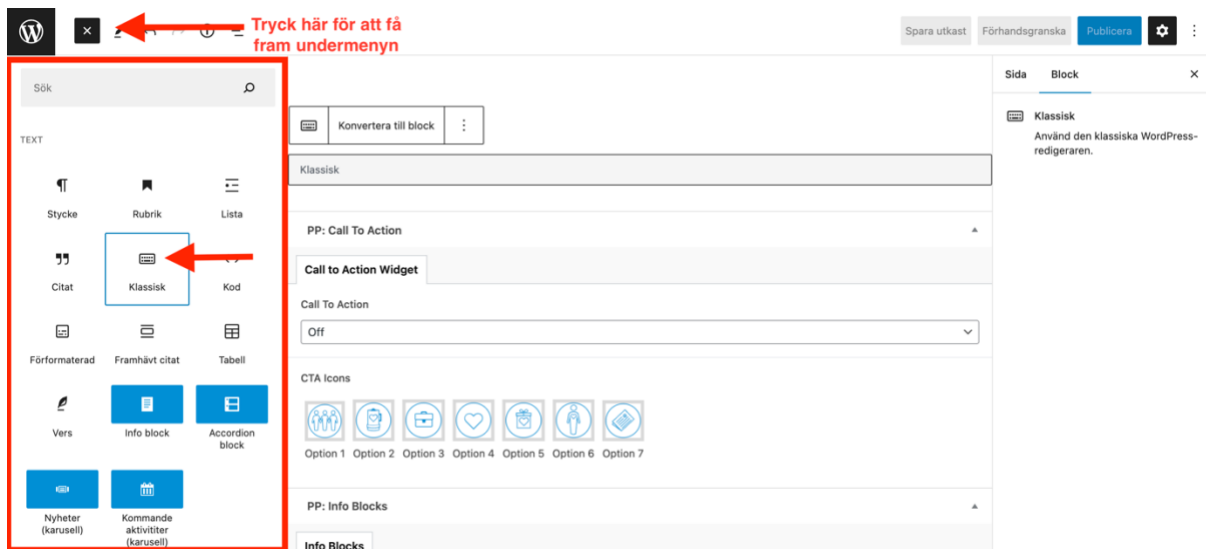 Tryck här för att få
fram undermenyn
Spara utkast
Förhandsgranska
Publicera
Sök
TEXT
Stycke
Rubrik
Lista
Citat
Klassisk
Kod
Förformaterad
Framhävt citat
Tabell
Vers
Info block
Accordion
block
Nyheter
(karusell)
Kommande
aktivititer
(karusell)
Konvertera till block
Klassisk
PP: Call To Action
Call to Action Widget
Call To Action
Off
CTA Icons
Option 1 Option 2 Option 3 Option 4 Option 5 Option 6 Option 7
PP: Info Blocks
Info Blocks
Sida
Block
Klassisk
Använd den klassiska WordPress-
redigeraren.